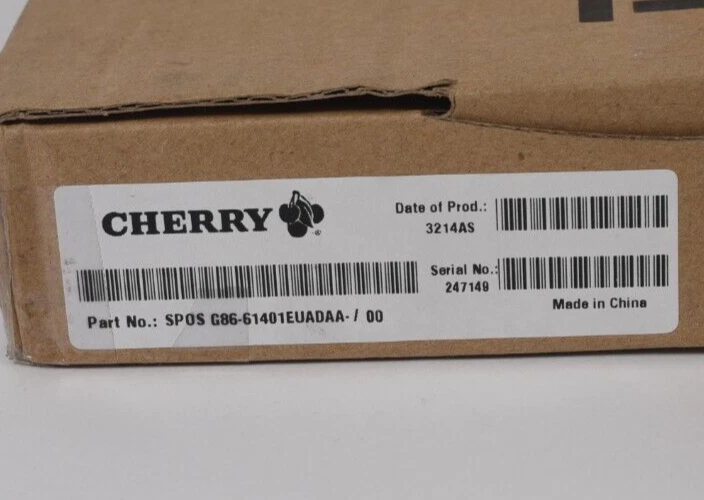 CHERRY
Date of Prod.:
3214AS
Serial No.:
247149
Part No.: SPOS G86-61401EUADAA- / 00
Made in China